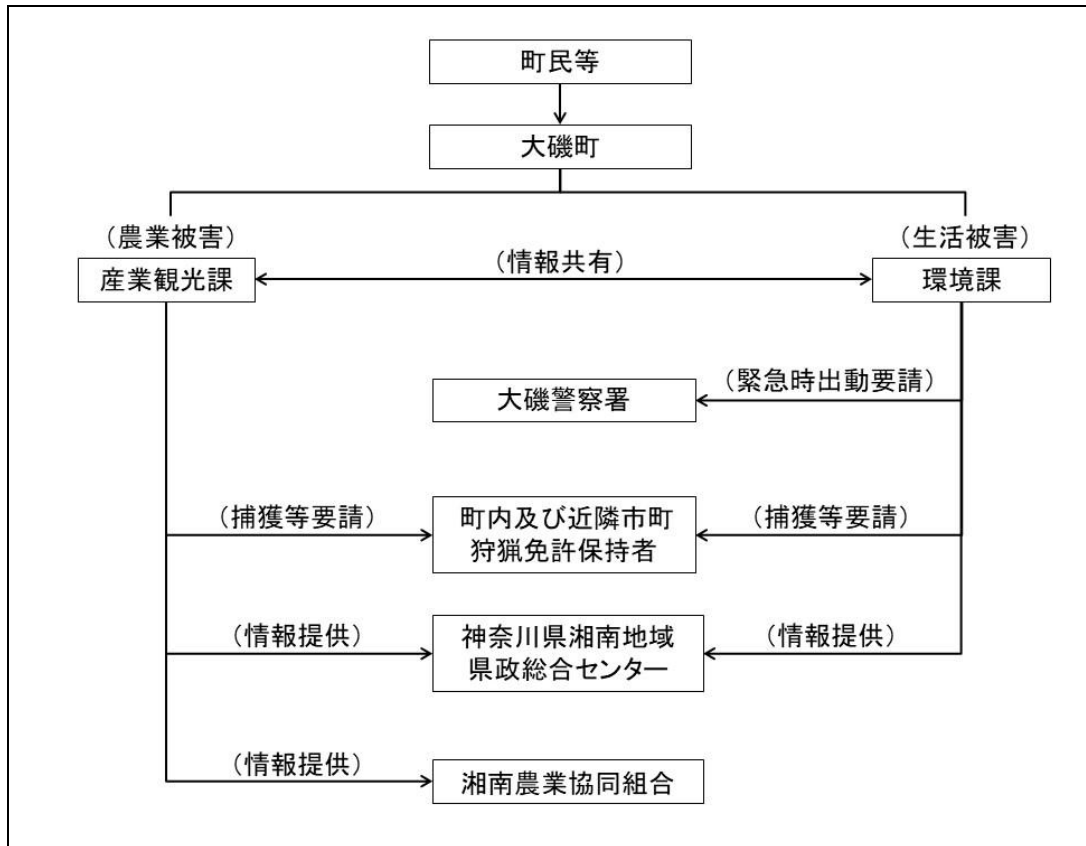 町民等
大磯町
（農業被害）
（生活被害）
産業観光課
（情報共有）
環境課
（緊急時出動要請）
大磯警察署
（捕獲等要請）
町内及び近隣市町
狩猟免許保持者
（捕獲等要請）
（情報提供）
神奈川県湘南地域
県政総合センター
（情報提供）
（情報提供）
湘南農業協同組合